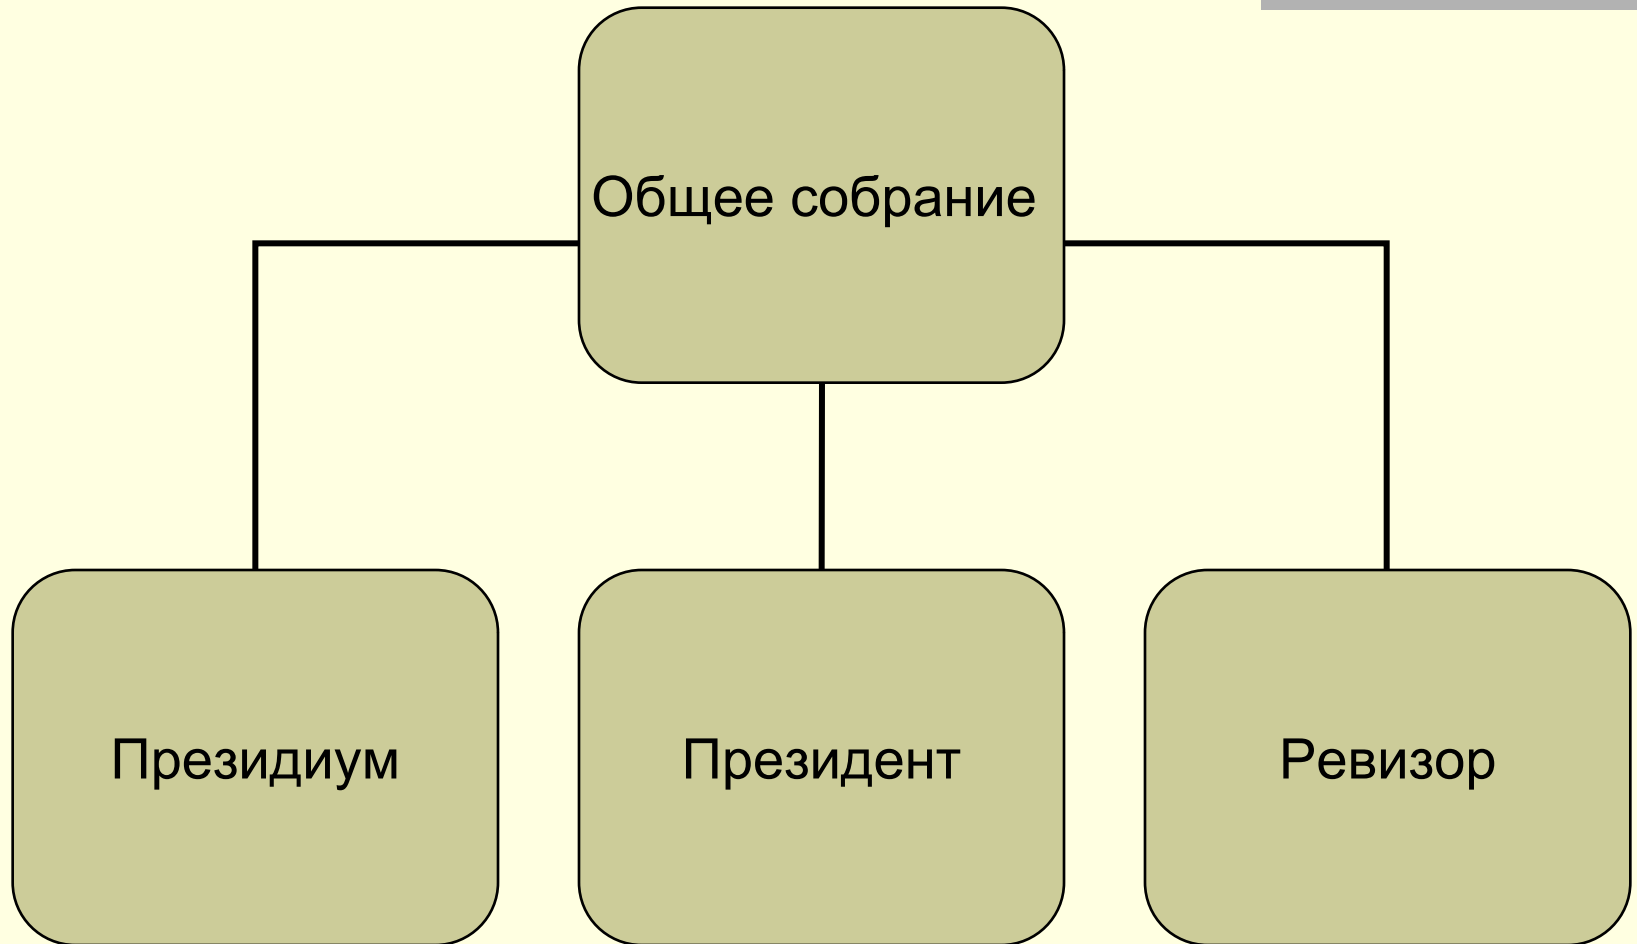 Общее собрание
Президиум
Президент
Ревизор